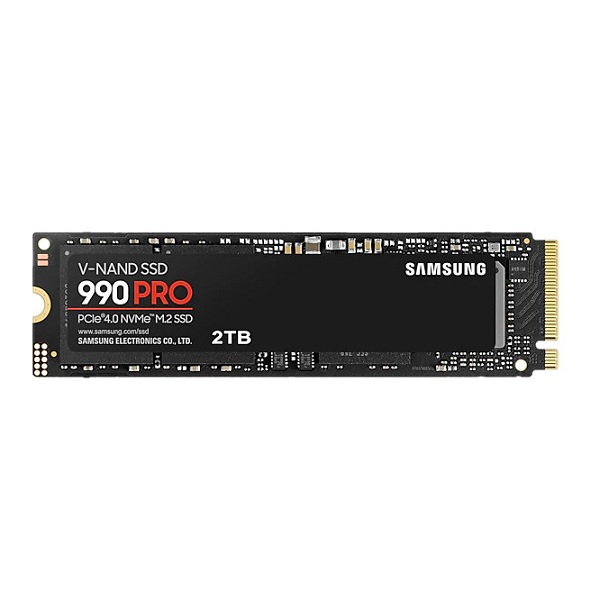 V-NAND SSD
990 PRO
PCIe® 4.0 NVMe™ M.2 SSD
www.samsung.com/ssd
SAMSUNG ELECTRONICS CO., LTD.
2TB
SAMSUNG